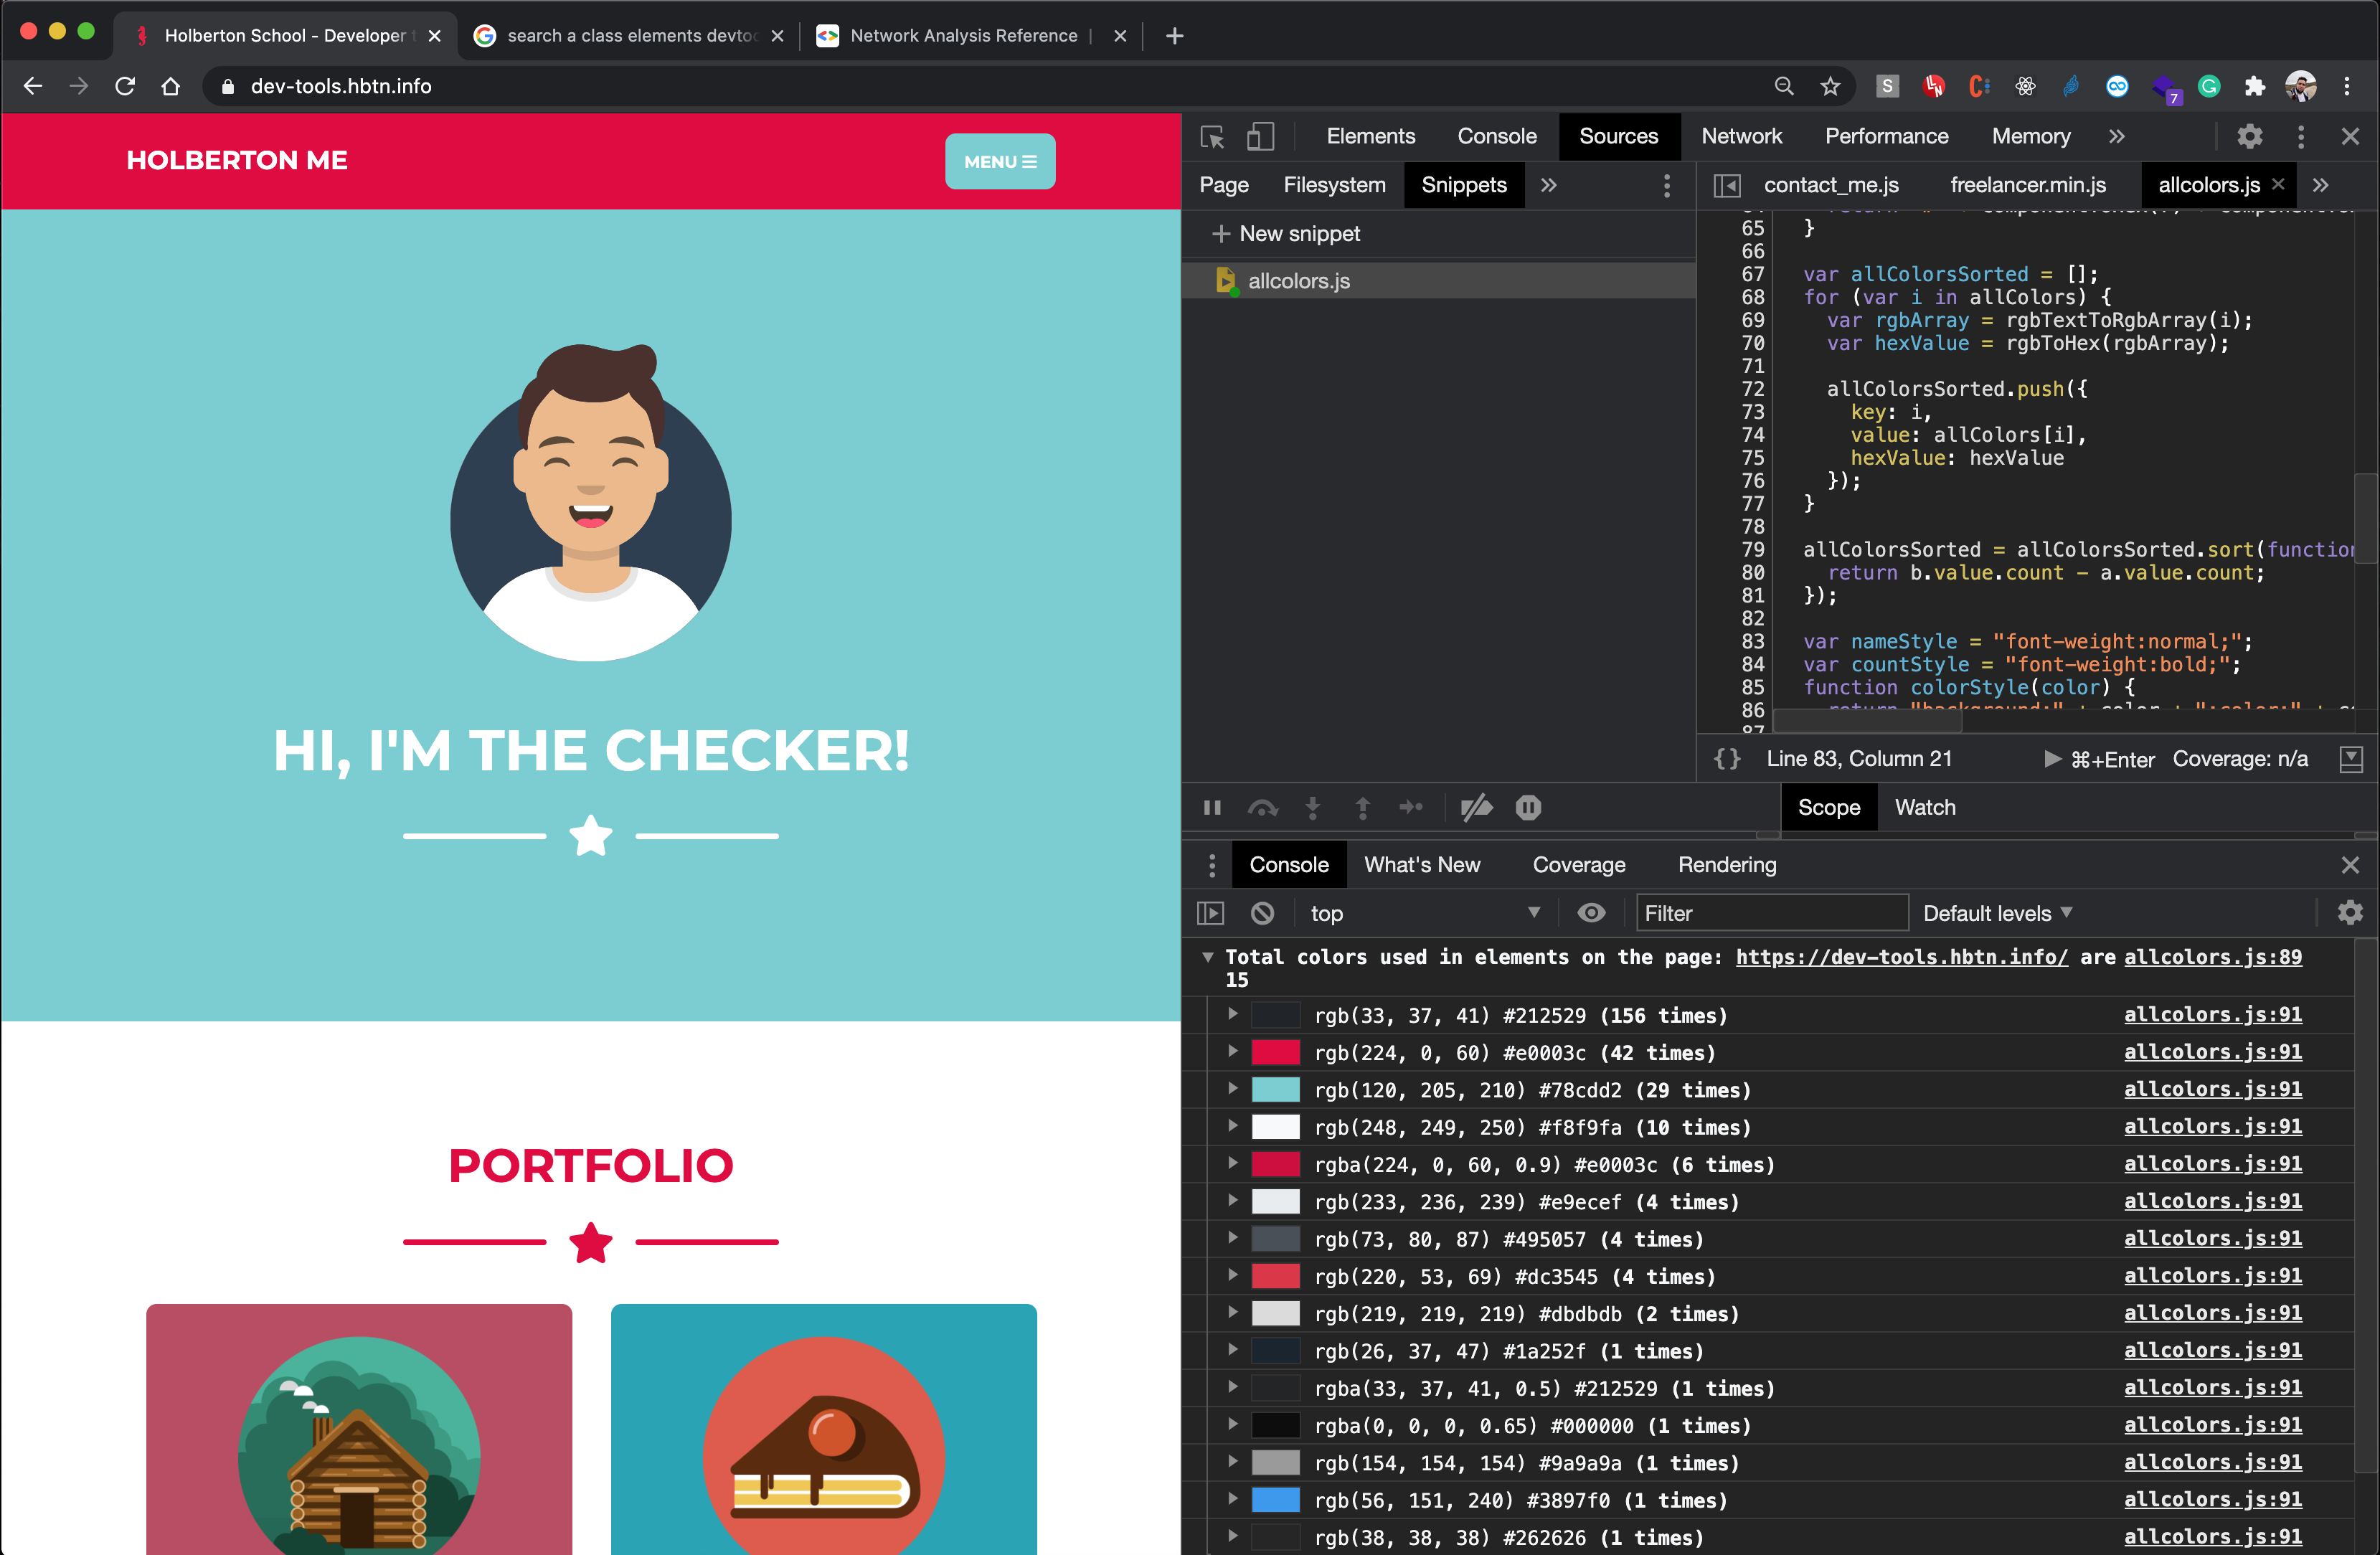 Holberton School - Developer
search a class elements devtoo
Network Analysis Reference |
dev-tools.hbtn.info
S
7
HOLBERTON ME
MENU
HI, I'M THE CHECKER!
PORTFOLIO
Elements Console Sources Network Performance Memory
Page Filesystem Snippets
New snippet
allcolors.js
contact_me.js freelancer.min.js allcolors.js
65 }
66
67 var allColorsSorted = [];
68 for (var i in allColors) {
69 var rgbArray = rgbTextToRgbArray(i);
70 var hexValue = rgbToHex(rgbArray);
71
72 allColorsSorted.push({
73 key: i,
74 value: allColors[i],
75 hexValue: hexValue
76 });
77 }
78
79 allColorsSorted = allColorsSorted.sort(function
80 return b.value.count - a.value.count;
81 });
82
83 var nameStyle = "font-weight:normal;";
84 var countStyle = "font-weight:bold;";
85 function colorStyle(color) {
86
{} Line 83, Column 21 ⌘+Enter Coverage: n/a
Scope Watch
Console What's New Coverage Rendering
top Filter Default levels
Total colors used in elements on the page: https://dev-tools.hbtn.info/ are allcolors.js:89
15
rgb(33, 37, 41) #212529 (156 times) allcolors.js:91
rgb(224, 0, 60) #e0003c (42 times) allcolors.js:91
rgb(120, 205, 210) #78cdd2 (29 times) allcolors.js:91
rgb(248, 249, 250) #f8f9fa (10 times) allcolors.js:91
rgba(224, 0, 60, 0.9) #e0003c (6 times) allcolors.js:91
rgb(233, 236, 239) #e9ecef (4 times) allcolors.js:91
rgb(73, 80, 87) #495057 (4 times) allcolors.js:91
rgb(220, 53, 69) #dc3545 (4 times) allcolors.js:91
rgb(219, 219, 219) #dbdbdb (2 times) allcolors.js:91
rgb(26, 37, 47) #1a252f (1 times) allcolors.js:91
rgba(33, 37, 41, 0.5) #212529 (1 times) allcolors.js:91
rgba(0, 0, 0, 0.65) #000000 (1 times) allcolors.js:91
rgb(154, 154, 154) #9a9a9a (1 times) allcolors.js:91
rgb(56, 151, 240) #3897f0 (1 times) allcolors.js:91
rgb(38, 38, 38) #262626 (1 times) allcolors.js:91